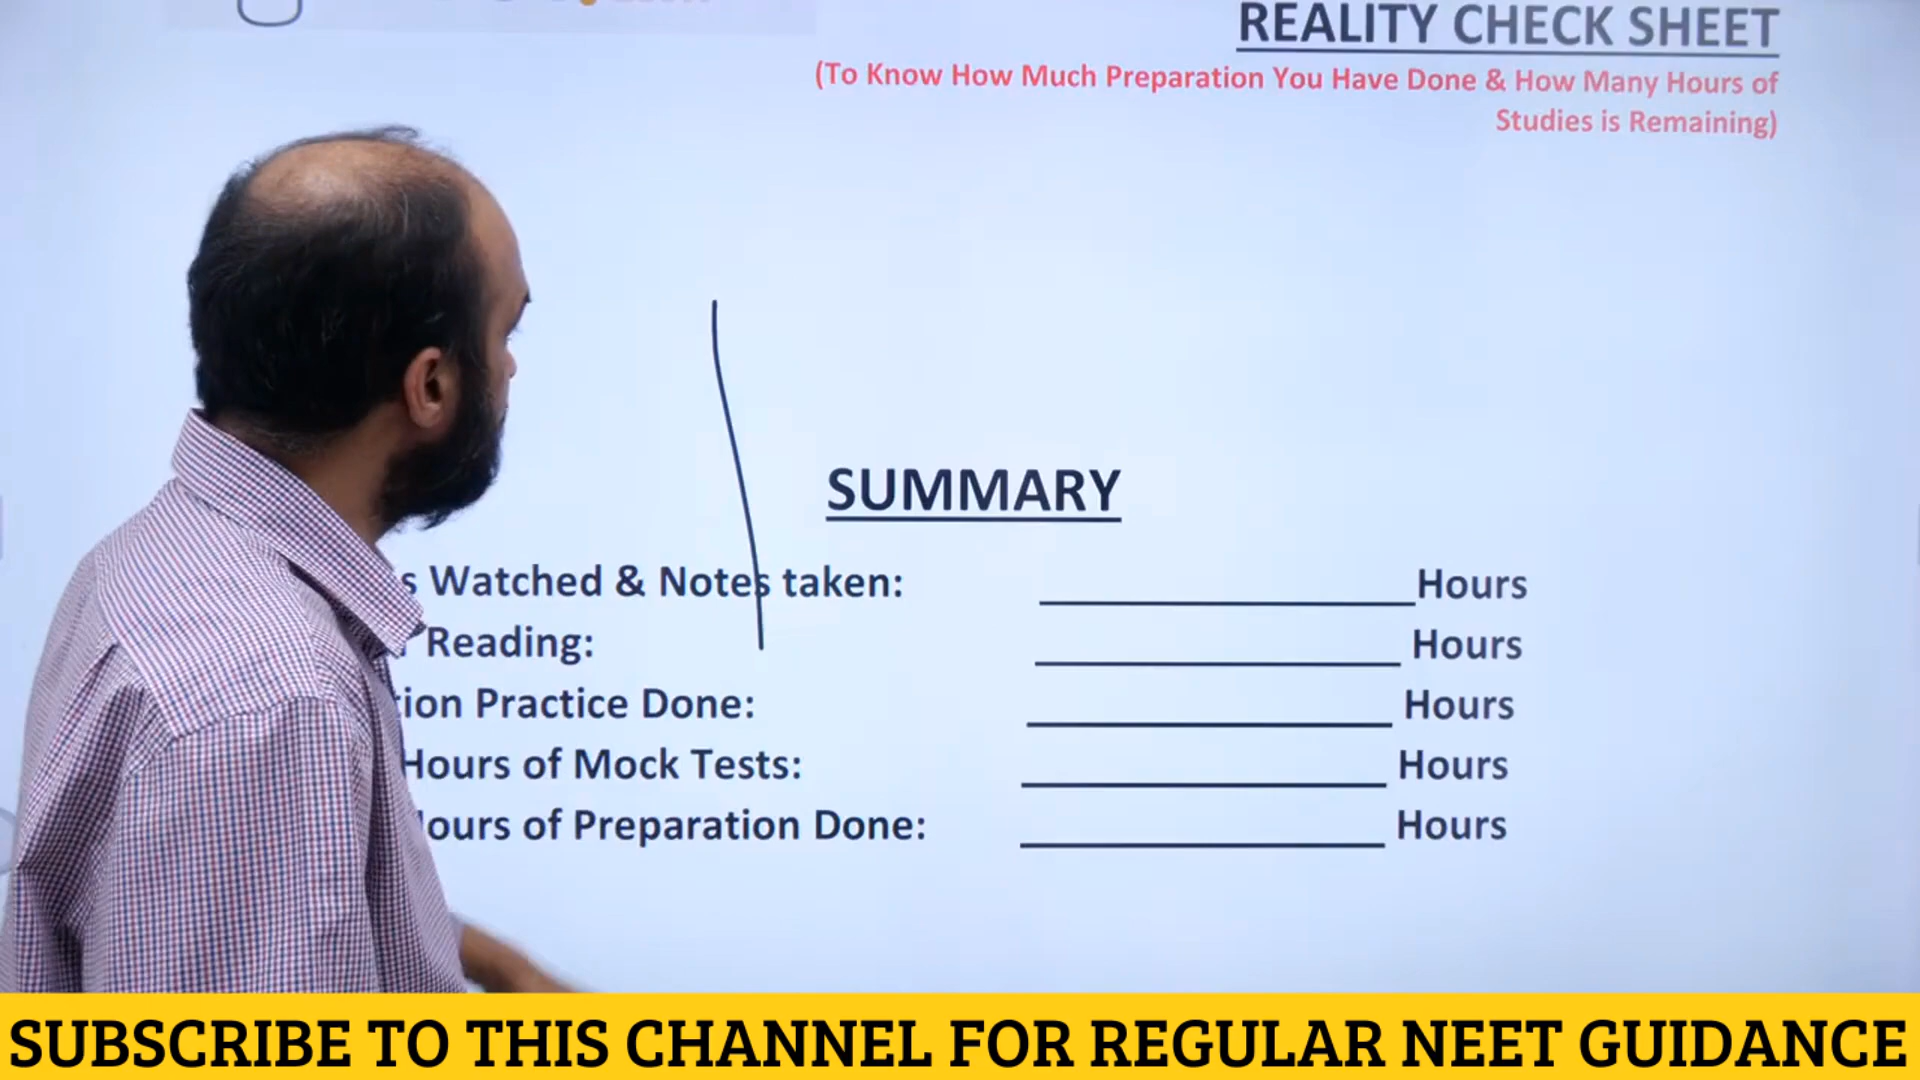 REALITY CHECK SHEET
(To Know How Much Preparation You Have Done & How Many Hours of
Studies is Remaining)
SUMMARY
Watched & Notes taken: Hours
Reading: Hours
Practice Done: Hours
Hours of Mock Tests: Hours
of Preparation Done: Hours
SUBSCRIBE TO THIS CHANNEL FOR REGULAR NEET GUIDANCE